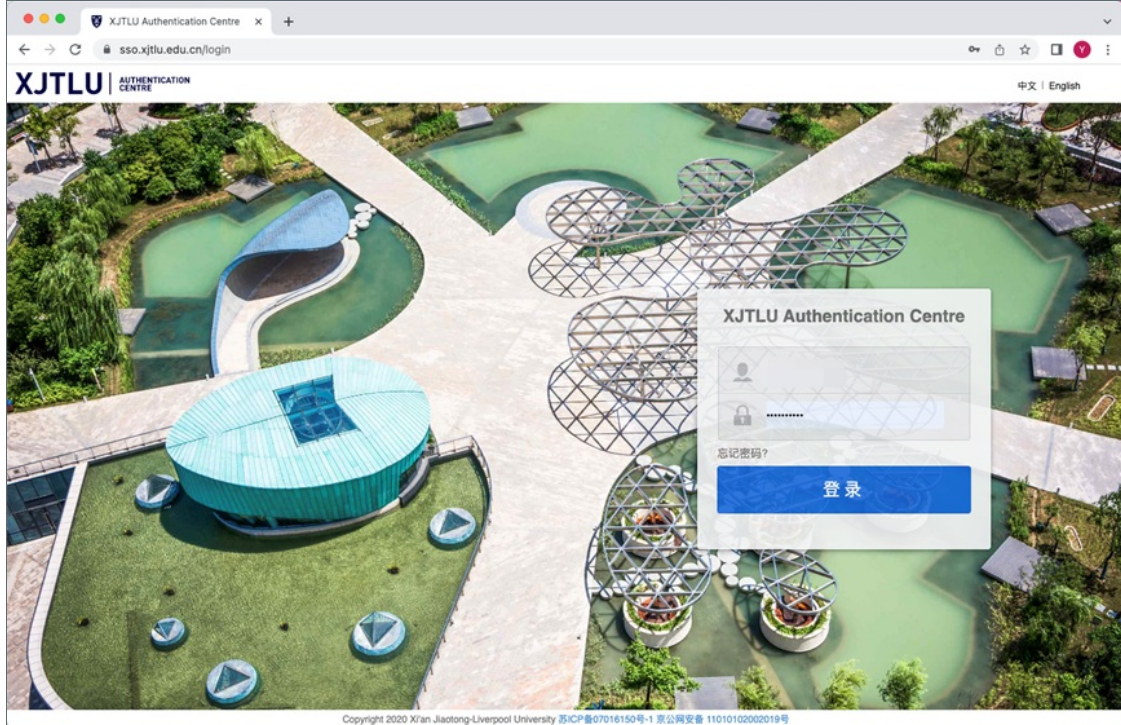 XJTLU Authentication Centre
sso.xjtlu.edu.cn/login
Y
XJTLU
AUTHENTICATION
CENTRE
中文 | English
XJTLU Authentication Centre
忘记密码?
登 录
Copyright 2020 Xi'an Jiaotong-Liverpool University 苏ICP备07016150号-1 京公网安备 11010102002019号